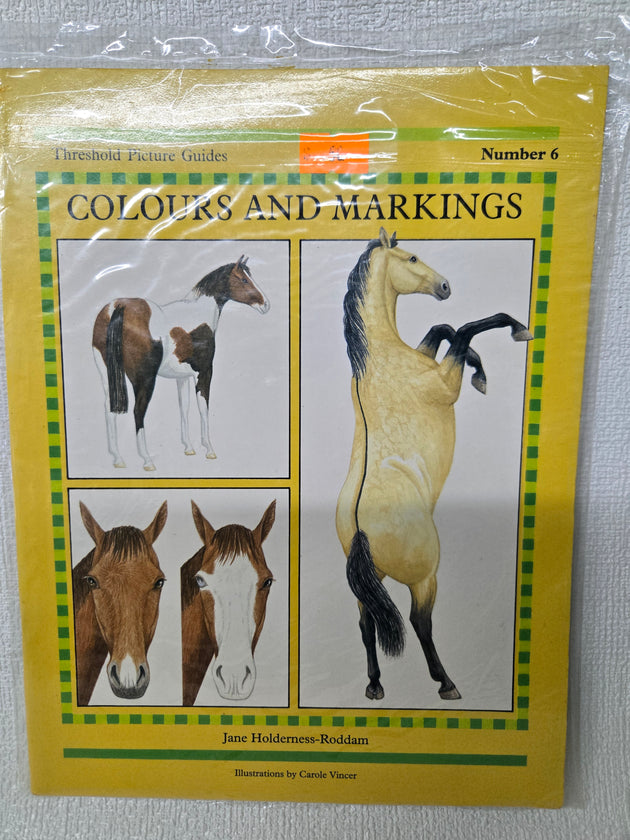 Threshold Picture Guides
Number 6
COLOURS AND MARKINGS
Jane Holderness-Roddam
Illustrations by Carole Vincer